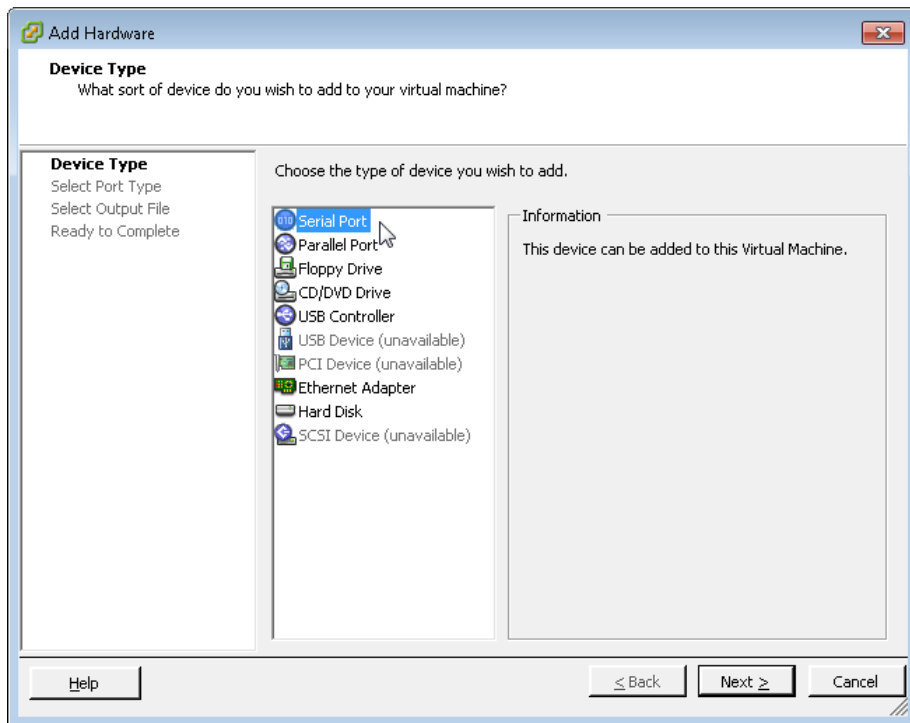 Add Hardware
Device Type
What sort of device do you wish to add to your virtual machine?
Device Type
Select Port Type
Select Output File
Ready to Complete
Choose the type of device you wish to add.
Serial Port
Parallel Port
Floppy Drive
CD/DVD Drive
USB Controller
USB Device (unavailable)
PCI Device (unavailable)
Ethernet Adapter
Hard Disk
SCSI Device (unavailable)
Information
This device can be added to this Virtual Machine.
Help
< Back
Next >
Cancel